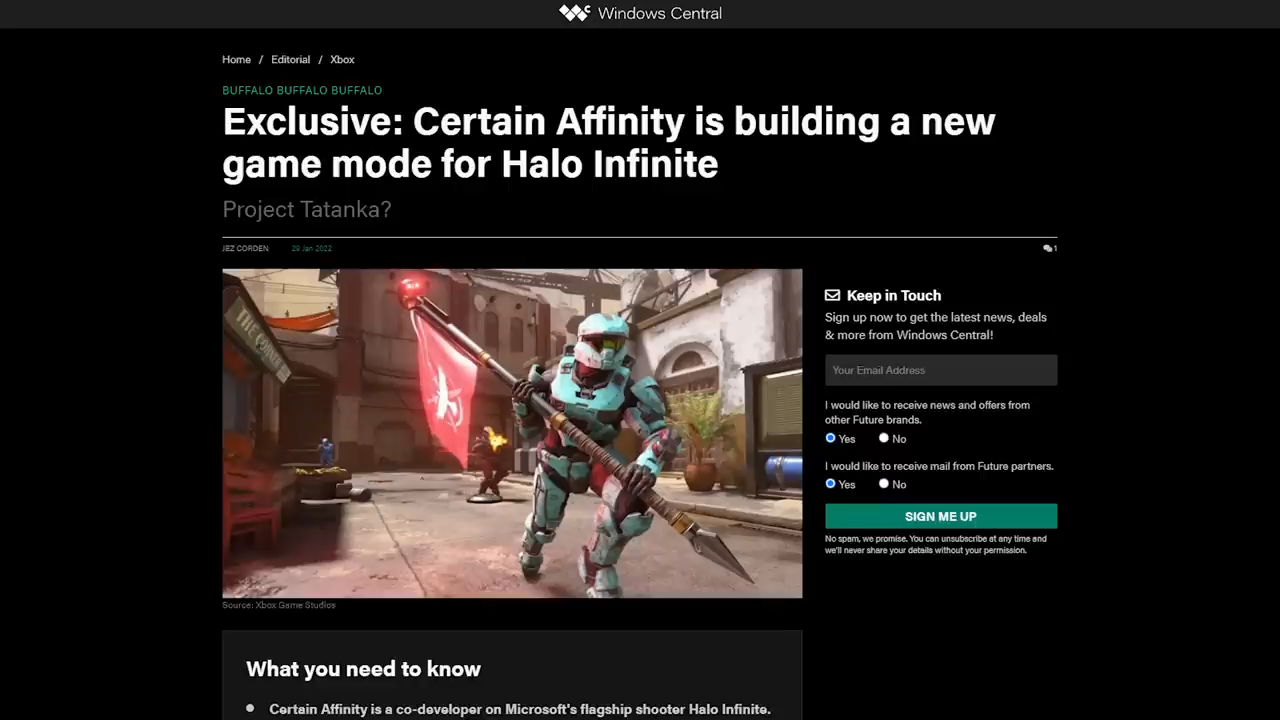 Windows Central
Home / Editorial / Xbox
BUFFALO BUFFALO BUFFALO
Exclusive: Certain Affinity is building a new
game mode for Halo Infinite
Project Tatanka?
JEZ CORDEN 29 Jan 2022 1
THE CORNER
Keep in Touch
Sign up now to get the latest news, deals
& more from Windows Central!
Your Email Address
I would like to receive news and offers from
other Future brands.
Yes No
I would like to receive mail from Future partners.
Yes No
SIGN ME UP
No spam, we promise. You can unsubscribe at any time and
we'll never share your details without your permission.
Source: Xbox Game Studios
What you need to know
Certain Affinity is a co-developer on Microsoft's flagship shooter Halo Infinite.